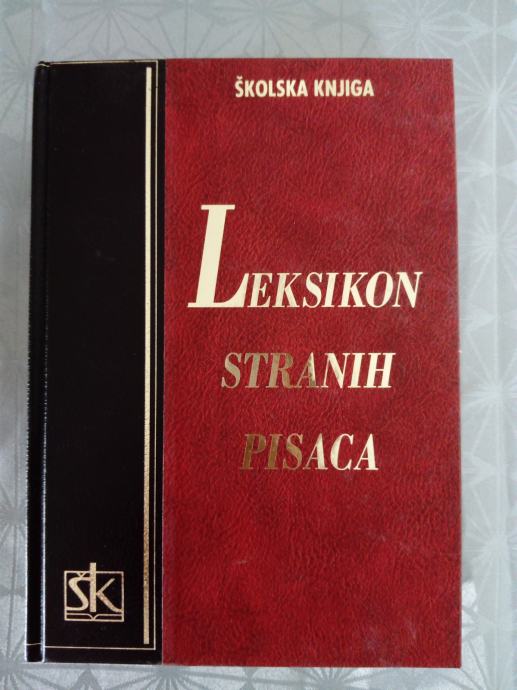 ŠKOLSKA KNJIGA
LEKSIKON
STRANIH
PISACA
ŠK